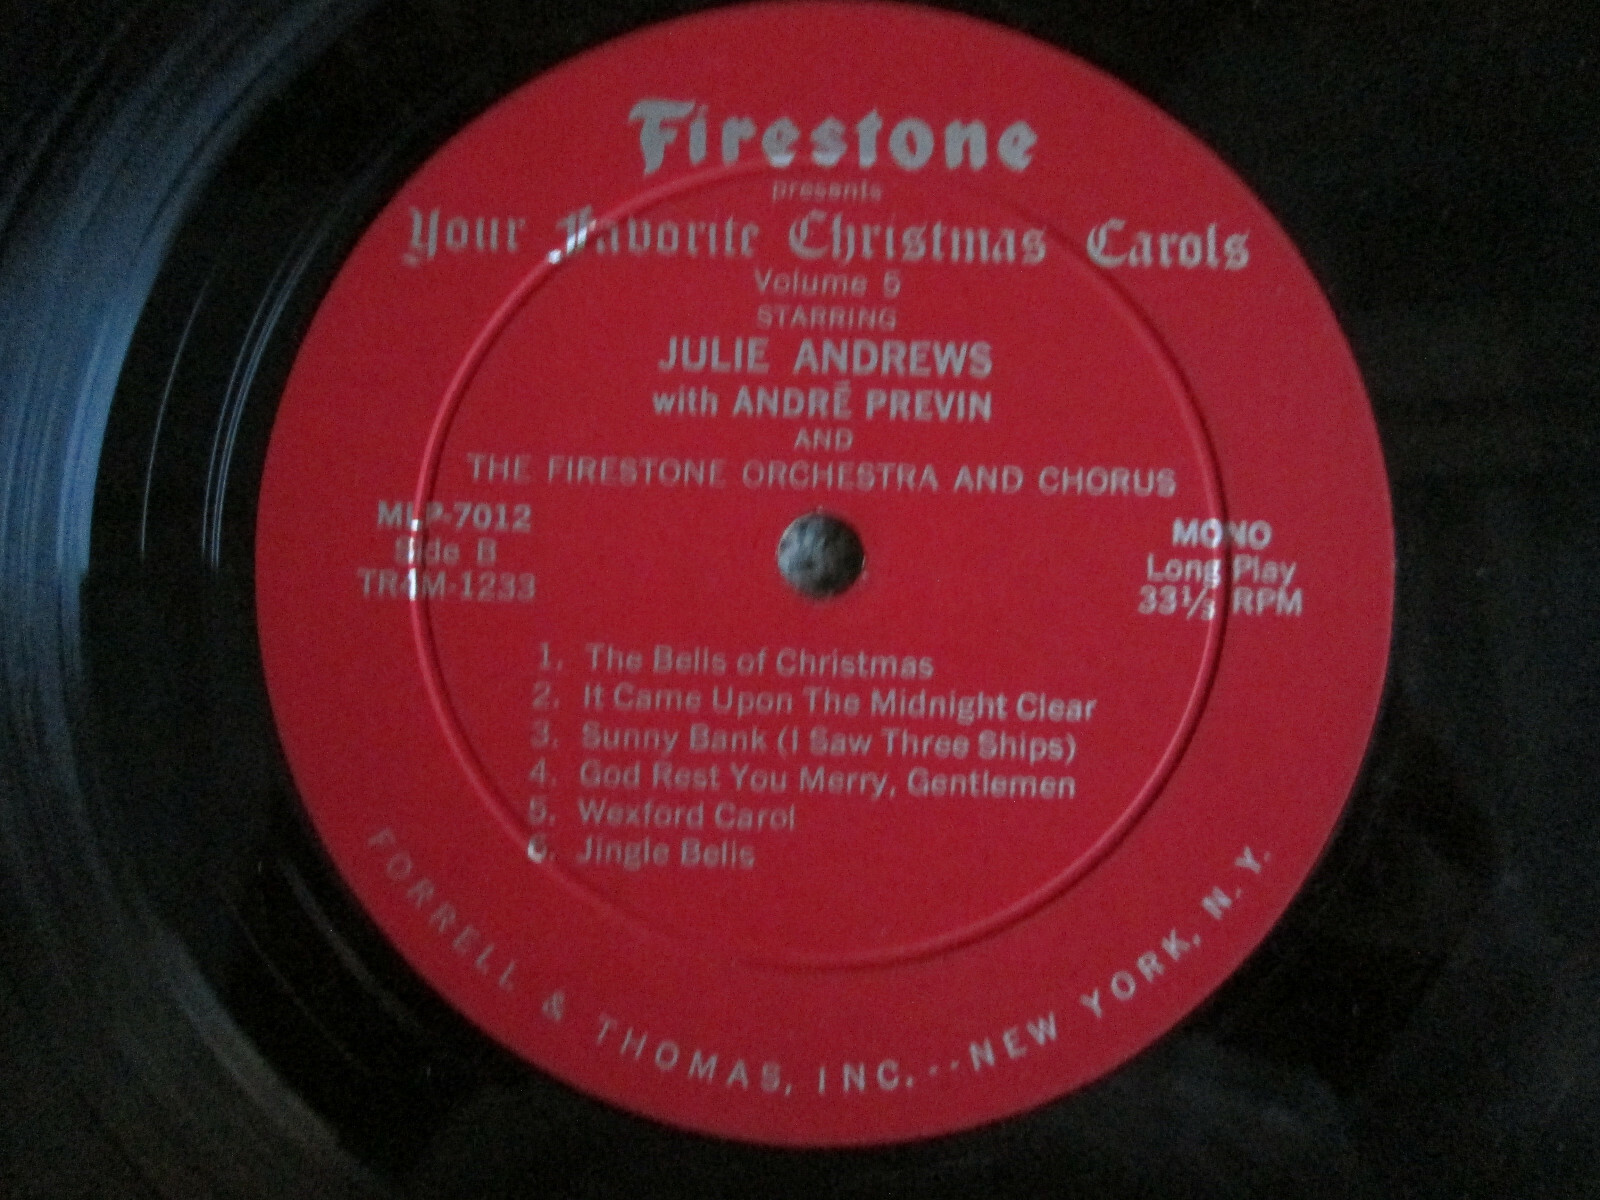 Firestone
presents
Your Favorite Christmas Carols
Volume 5
STARRING
JULIE ANDREWS
with ANDRÉ PREVIN
AND
THE FIRESTONE ORCHESTRA AND CHORUS
MLP-7012
Side B
TR4M-1233
MONO
Long Play
33⅓ RPM
1. The Bells of Christmas
2. It Came Upon The Midnight Clear
3. Sunny Bank (I Saw Three Ships)
4. God Rest You Merry, Gentlemen
5. Wexford Carol
6. Jingle Bells
FORRELL & THOMAS, INC.--NEW YORK, N.Y.